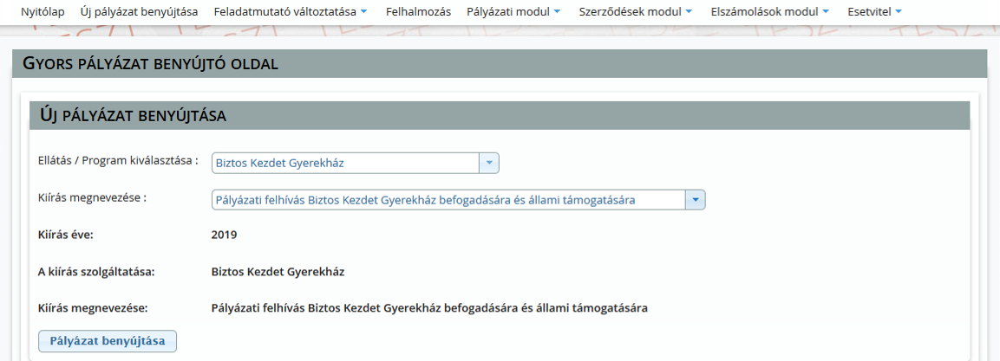 Nyitólap Új pályázat benyújtása Feladatmutató változtatása Felhalmozás Pályázati modul Szerződések modul Elszámolások modul Esetvitel
TESZT TESZT TESZT
Gyors pályázat benyújtó oldal
Új pályázat benyújtása
Ellátás / Program kiválasztása : Biztos Kezdet Gyerekház
Kiírás megnevezése : Pályázati felhívás Biztos Kezdet Gyerekház befogadására és állami támogatására
Kiírás éve: 2019
A kiírás szolgáltatása: Biztos Kezdet Gyerekház
Kiírás megnevezése: Pályázati felhívás Biztos Kezdet Gyerekház befogadására és állami támogatására
Pályázat benyújtása